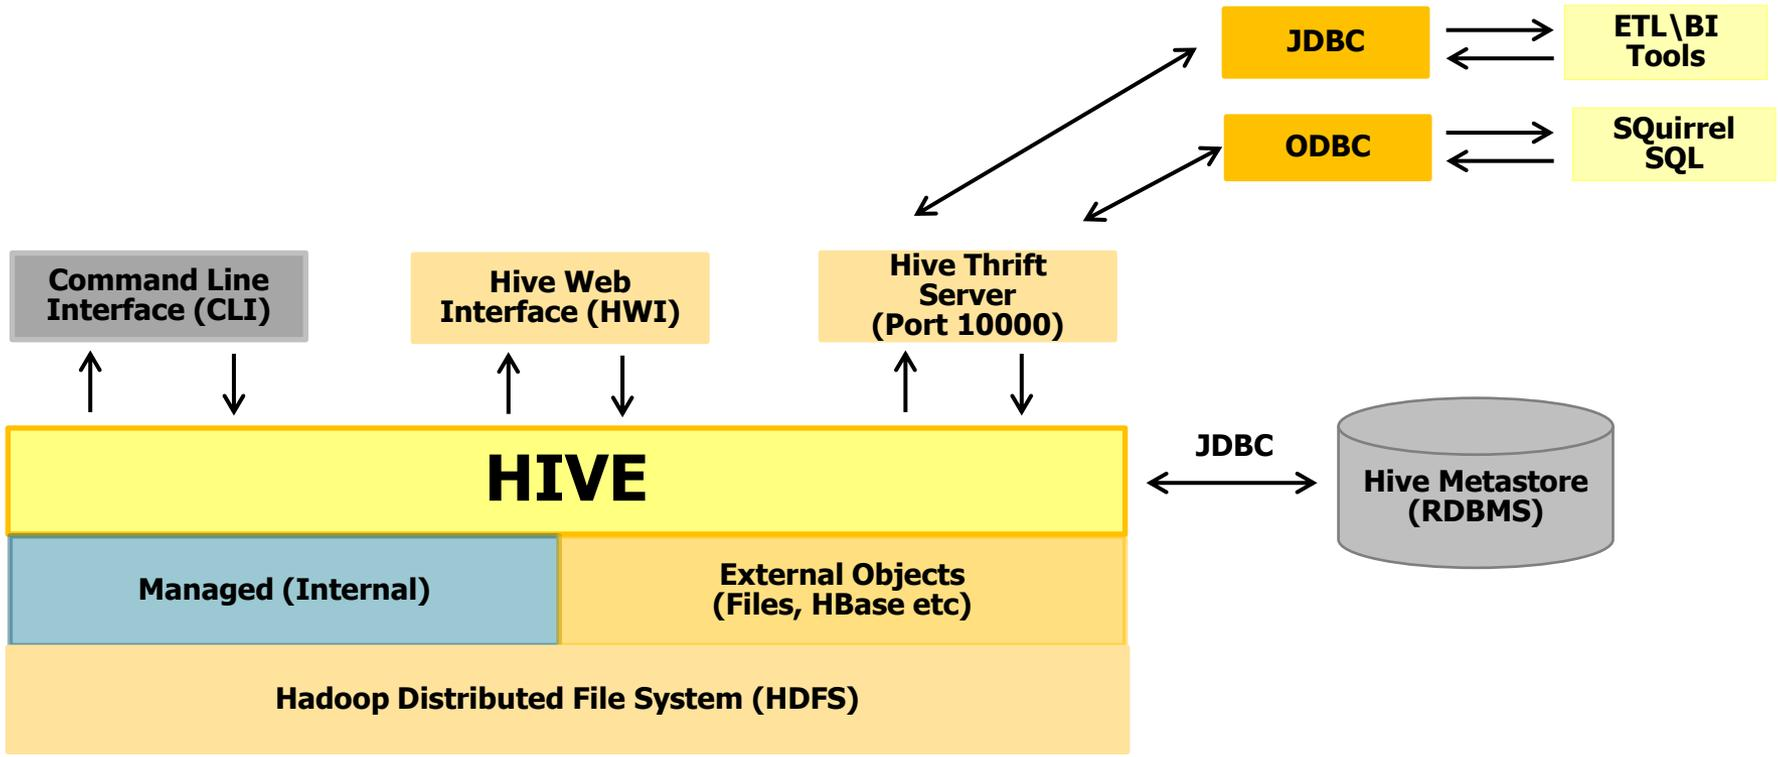 JDBC
ETL\BI
Tools
ODBC
SQuirrel
SQL
Command Line
Interface (CLI)
Hive Web
Interface (HWI)
Hive Thrift
Server
(Port 10000)
HIVE
JDBC
Hive Metastore
(RDBMS)
Managed (Internal)
External Objects
(Files, HBase etc)
Hadoop Distributed File System (HDFS)